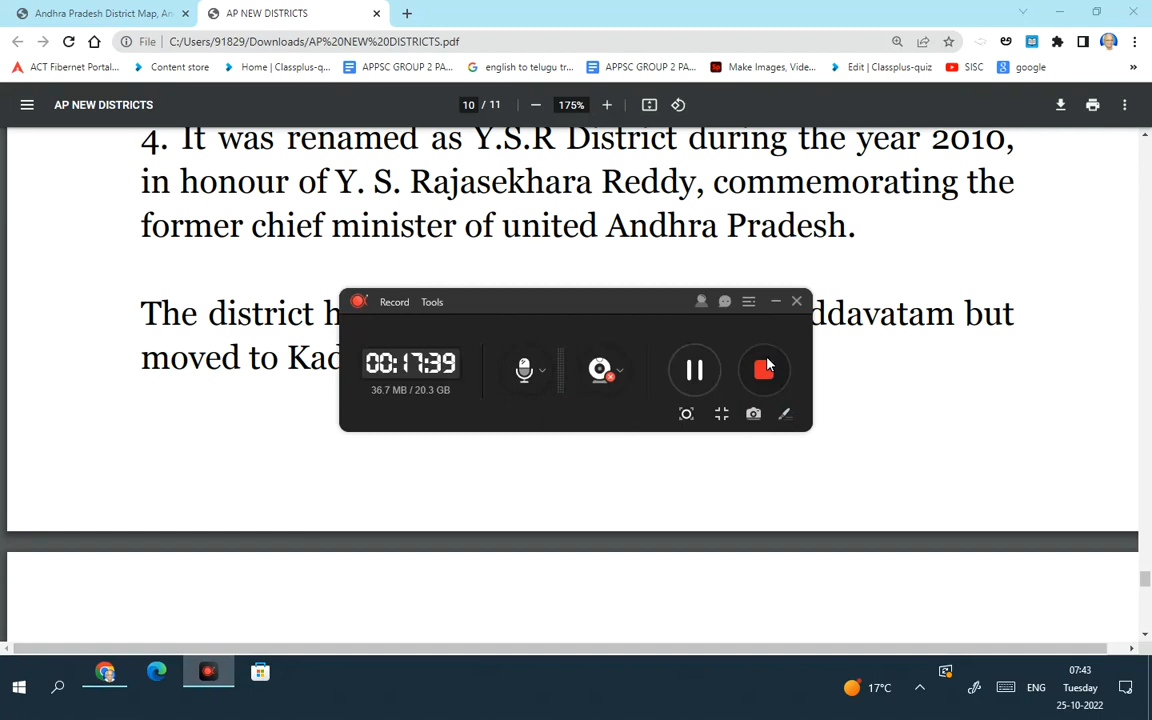 Andhra Pradesh District Map, An
AP NEW DISTRICTS
File
C:/Users/91829/Downloads/AP%20NEW%20DISTRICTS.pdf
ACT Fibernet Portal...
Content store
Home | Classplus-q...
APPSC GROUP 2 PA...
english to telugu tr...
APPSC GROUP 2 PA...
Make Images, Vide...
Edit | Classplus-quiz
SISC
google
AP NEW DISTRICTS
10 / 11
175%
4. It was renamed as Y.S.R District during the year 2010,
in honour of Y. S. Rajasekhara Reddy, commemorating the
former chief minister of united Andhra Pradesh.
The district h
ddavatam but
moved to Kad
Record
Tools
00:17:39
36.7 MB / 20.3 GB
17°C
ENG
07:43
Tuesday
25-10-2022